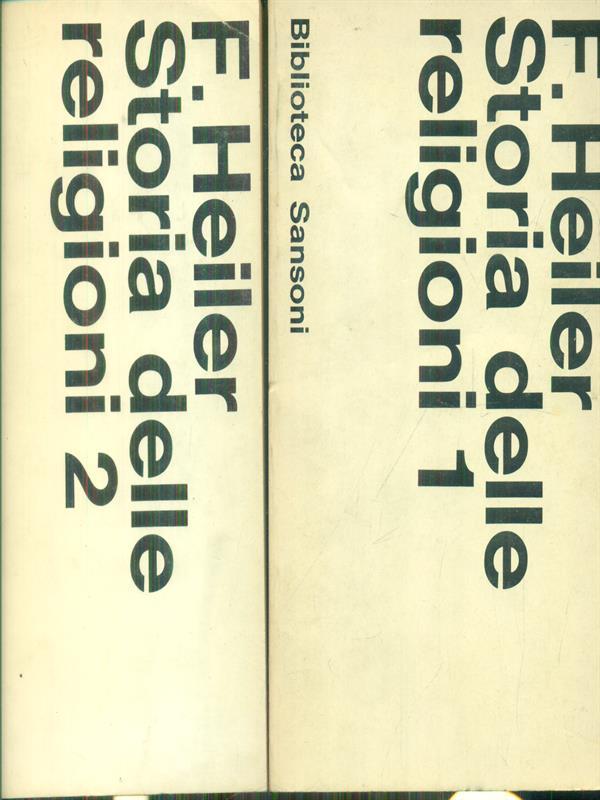 F. Heiler
Storia delle
religioni 2
F. Heiler
Storia delle
religioni 1
Biblioteca Sansoni